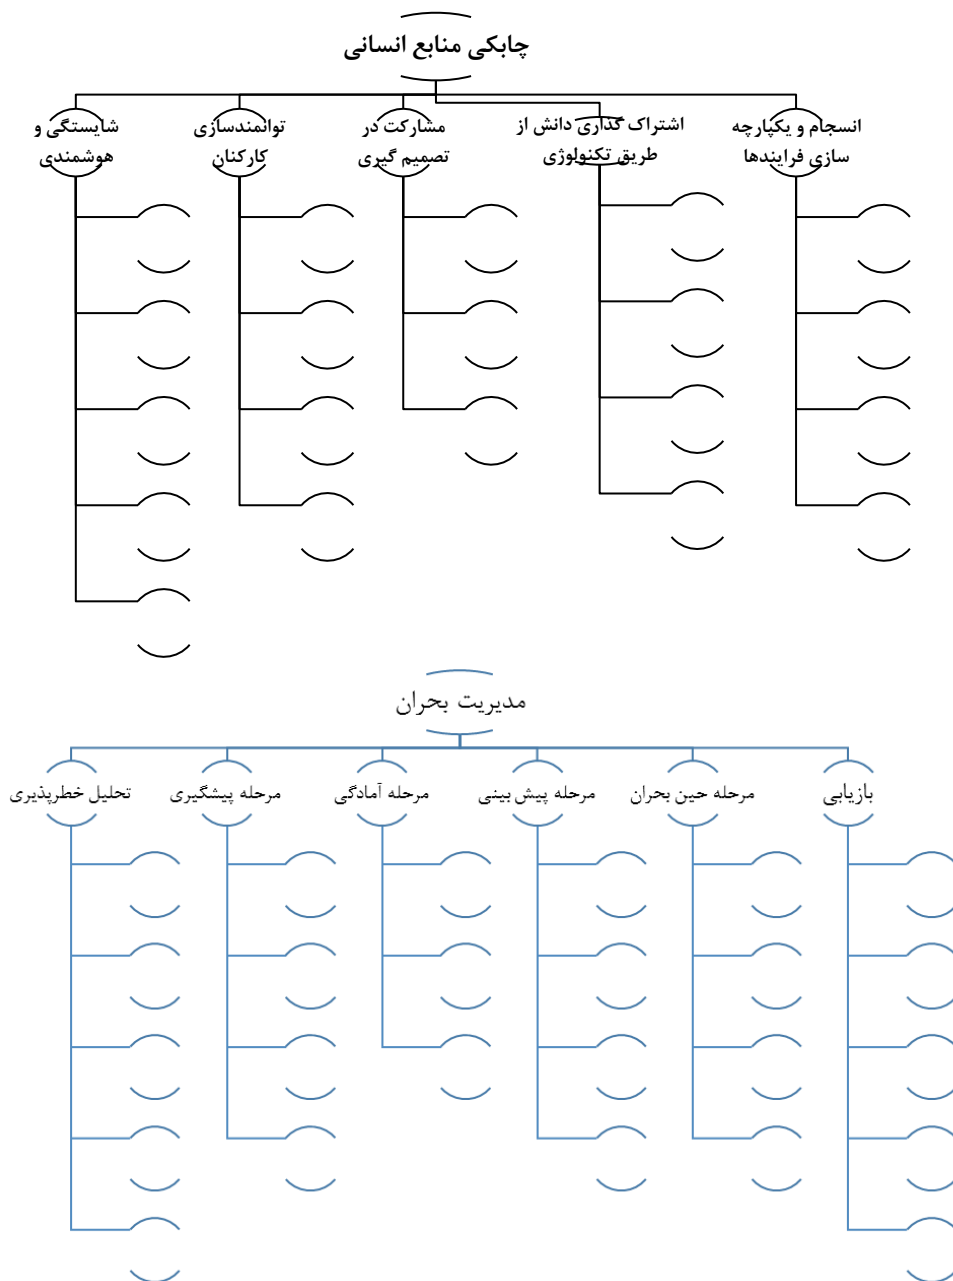 چابکی منابع انسانی
انسجام و یکپارچه
سازی فرایندها
اشتراک گذاری دانش از
طریق تکنولوژی
مشارکت در
تصمیم گیری
توانمندسازی
کارکنان
شایستگی و
هوشمندی
مدیریت بحران
بازیابی
مرحله حین بحران
مرحله پیش بینی
مرحله آمادگی
مرحله پیشگیری
تحلیل خطرپذیری